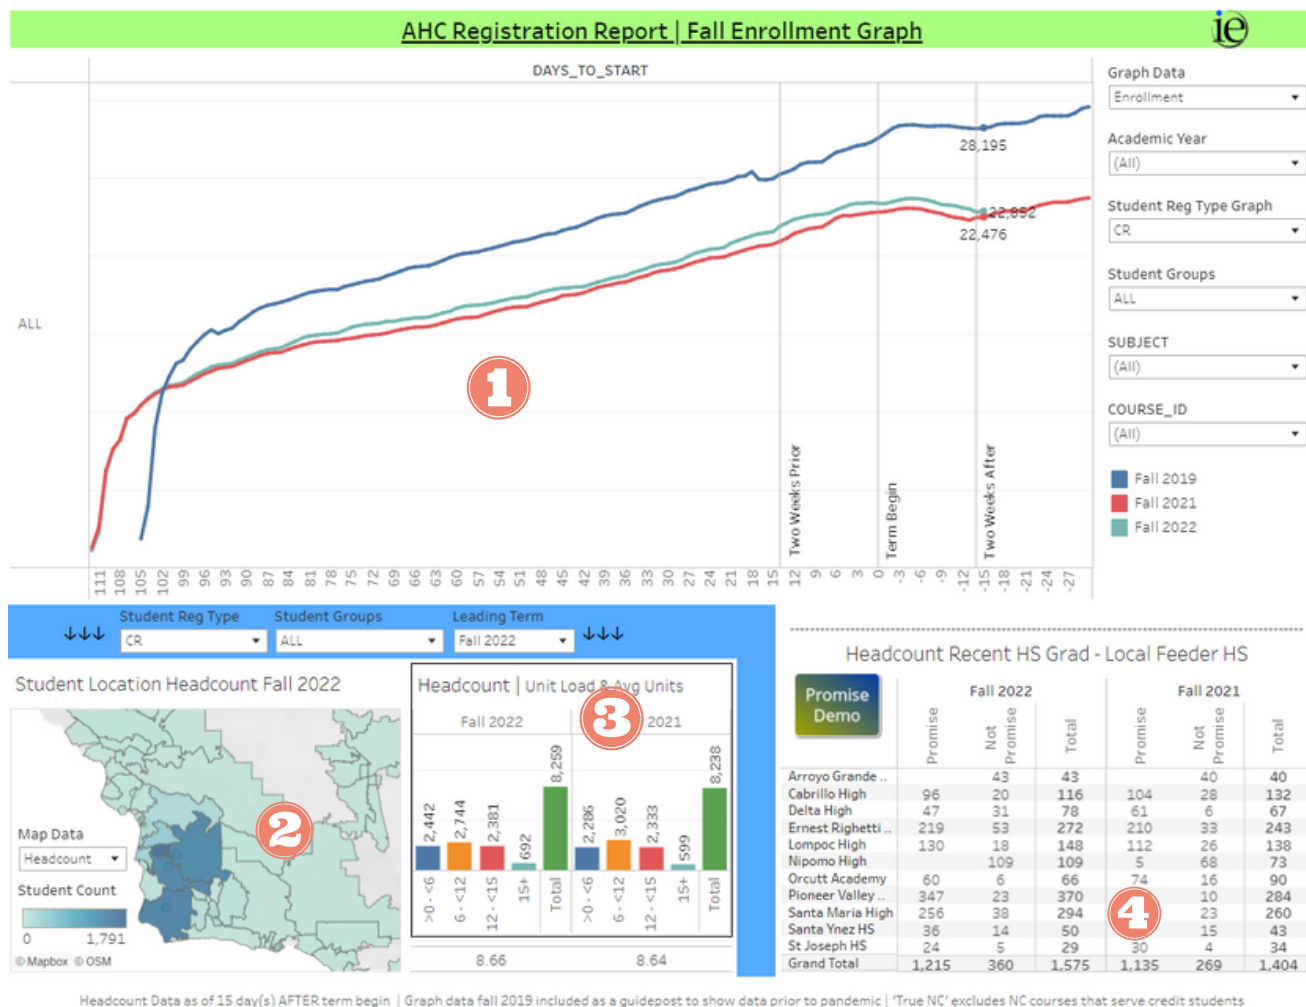 AHC Registration Report | Fall Enrollment Graph
ie
DAYS_TO_START
ALL
28,195
22,892
22,476
1
Two Weeks Prior
Term Begin
Two Weeks After
111 108 105 102 99 96 93 90 87 84 81 78 75 72 69 66 63 60 57 54 51 48 45 42 39 36 33 30 27 24 21 18 15 12 9 6 3 0 -3 -6 -9 -12 -15 -18 -21 -24 -27
Graph Data
Enrollment
Academic Year
(All)
Student Reg Type Graph
CR
Student Groups
ALL
SUBJECT
(All)
COURSE_ID
(All)
Fall 2019
Fall 2021
Fall 2022
Student Reg Type Student Groups Leading Term
↓↓↓ CR ALL Fall 2022 ↓↓↓
Student Location Headcount Fall 2022
2
Map Data
Headcount
Student Count
0 1,791
© Mapbox © OSM
Headcount | Unit Load & Avg Units
3
Fall 2022 2021
2,442 2,744 2,381 692 8,259 2,286 3,020 2,333 599 8,238
>0 - <6 6 - <12 12 - <15 15+ Total >0 - <6 6 - <12 12 - <15 15+ Total
8.66 8.64
Headcount Recent HS Grad - Local Feeder HS
Promise
Demo
Fall 2022 Fall 2021
Promise Not Promise Total Promise Not Promise Total
Arroyo Grande .. 43 43 40 40
Cabrillo High 96 20 116 104 28 132
Delta High 47 31 78 61 6 67
Ernest Righetti .. 219 53 272 210 33 243
Lompoc High 130 18 148 112 26 138
Nipomo High 109 109 5 68 73
Orcutt Academy 60 6 66 74 16 90
Pioneer Valley .. 347 23 370 10 284
Santa Maria High 256 38 294 23 260
Santa Ynez HS 36 14 50 15 43
St Joseph HS 24 5 29 30 4 34
Grand Total 1,215 360 1,575 1,135 269 1,404
4
Headcount Data as of 15 day(s) AFTER term begin | Graph data fall 2019 included as a guidepost to show data prior to pandemic | 'True NC' excludes NC courses that serve credit students